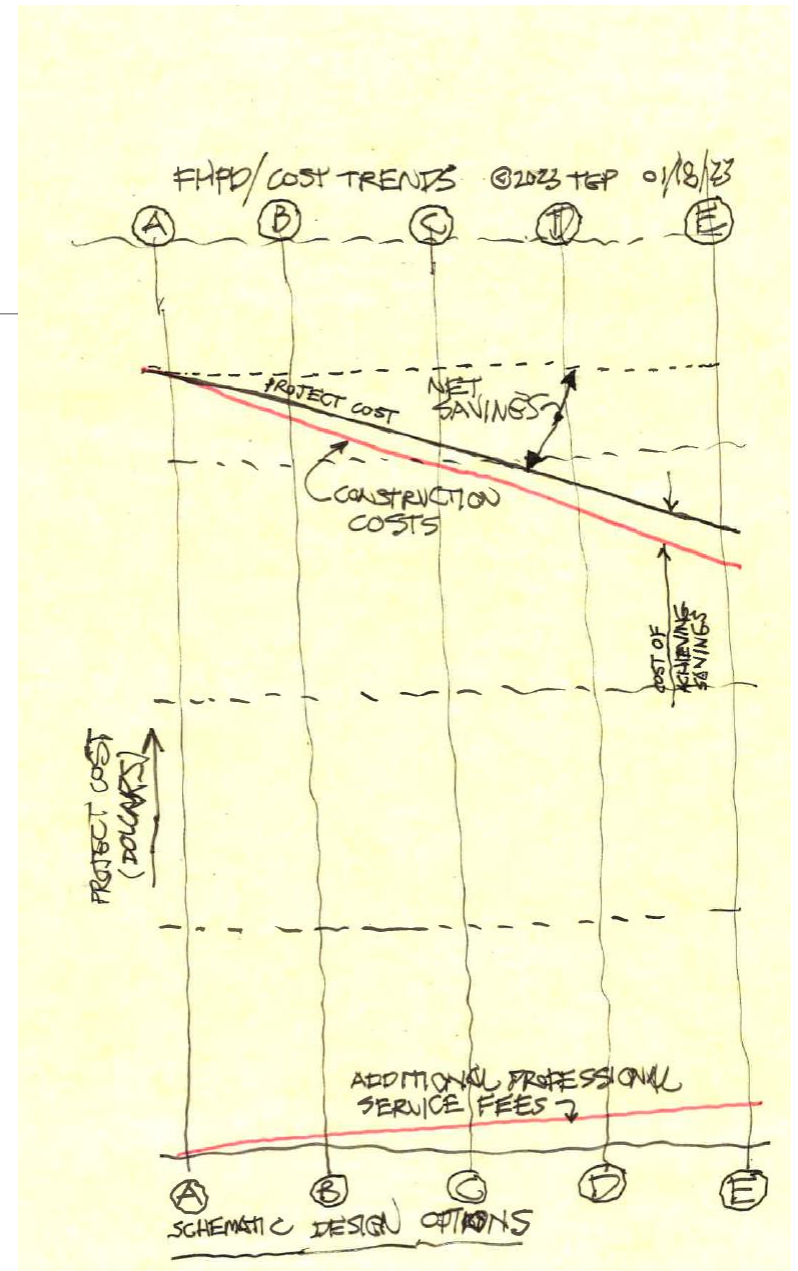 FHPD/COST TRENDS ©2023 TGP 01/18/23
A B C D E
PROJECT COST
NET
SAVINGS
CONSTRUCTION
COSTS
COST OF
ACHIEVING
SAVINGS
PROJECT COST
(DOLLARS)
ADDITIONAL PROFESSIONAL
SERVICE FEES
A B C D E
SCHEMATIC DESIGN OPTIONS